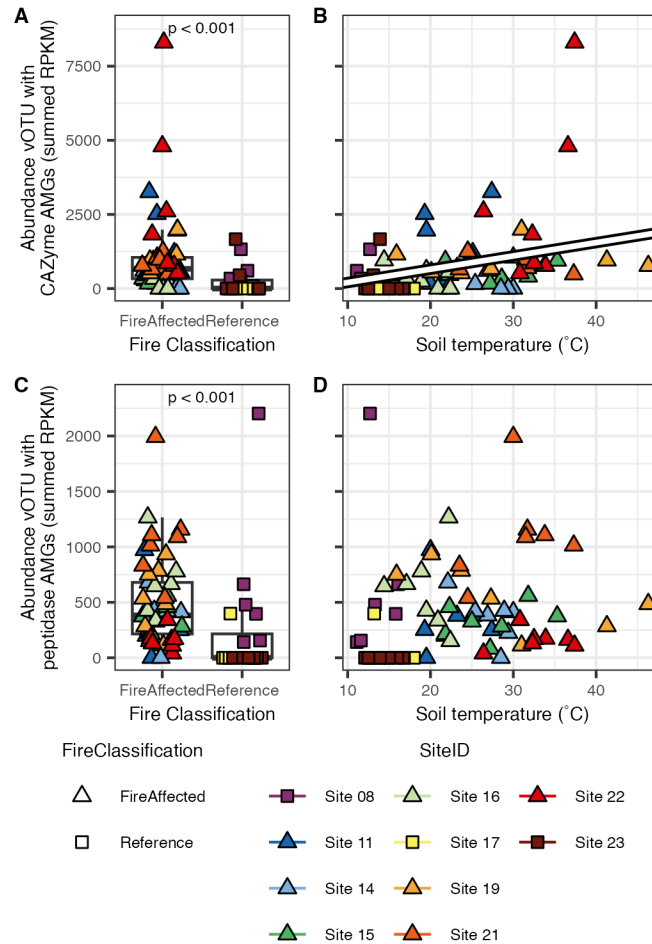 A
B
p < 0.001
Abundance vOTU with
CAZyme AMGs (summed RPKM)
7500
5000
2500
0
FireAffected
Reference
Fire Classification
10
20
30
40
Soil temperature (°C)
C
D
p < 0.001
Abundance vOTU with
peptidase AMGs (summed RPKM)
2000
1500
1000
500
0
FireAffected
Reference
Fire Classification
10
20
30
40
Soil temperature (°C)
FireClassification
FireAffected
Reference
SiteID
Site 08
Site 11
Site 14
Site 15
Site 16
Site 17
Site 19
Site 21
Site 22
Site 23